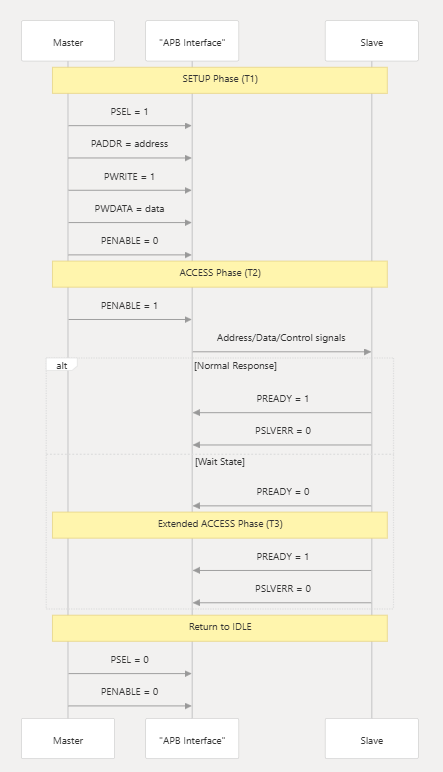 Master
"APB Interface"
Slave
SETUP Phase (T1)
PSEL = 1
PADDR = address
PWRITE = 1
PWDATA = data
PENABLE = 0
ACCESS Phase (T2)
PENABLE = 1
Address/Data/Control signals
alt
[Normal Response]
PREADY = 1
PSLVERR = 0
[Wait State]
PREADY = 0
Extended ACCESS Phase (T3)
PREADY = 1
PSLVERR = 0
Return to IDLE
PSEL = 0
PENABLE = 0
Master
"APB Interface"
Slave